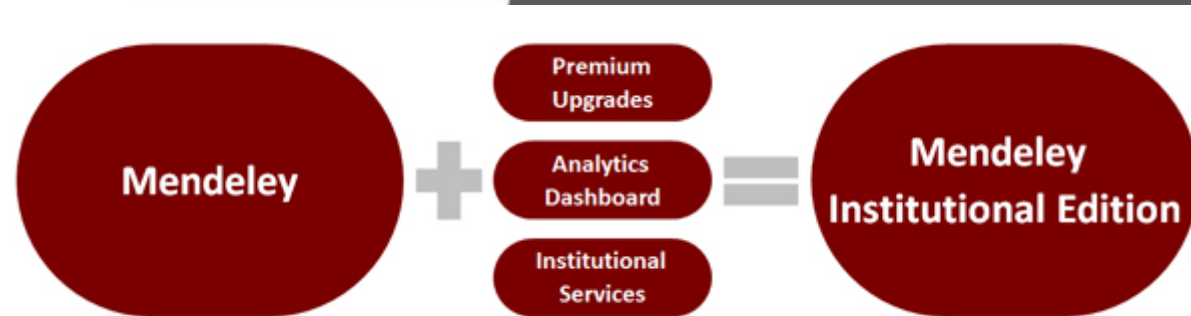 Mendeley
Premium
Upgrades
Analytics
Dashboard
Institutional
Services
Mendeley
Institutional Edition